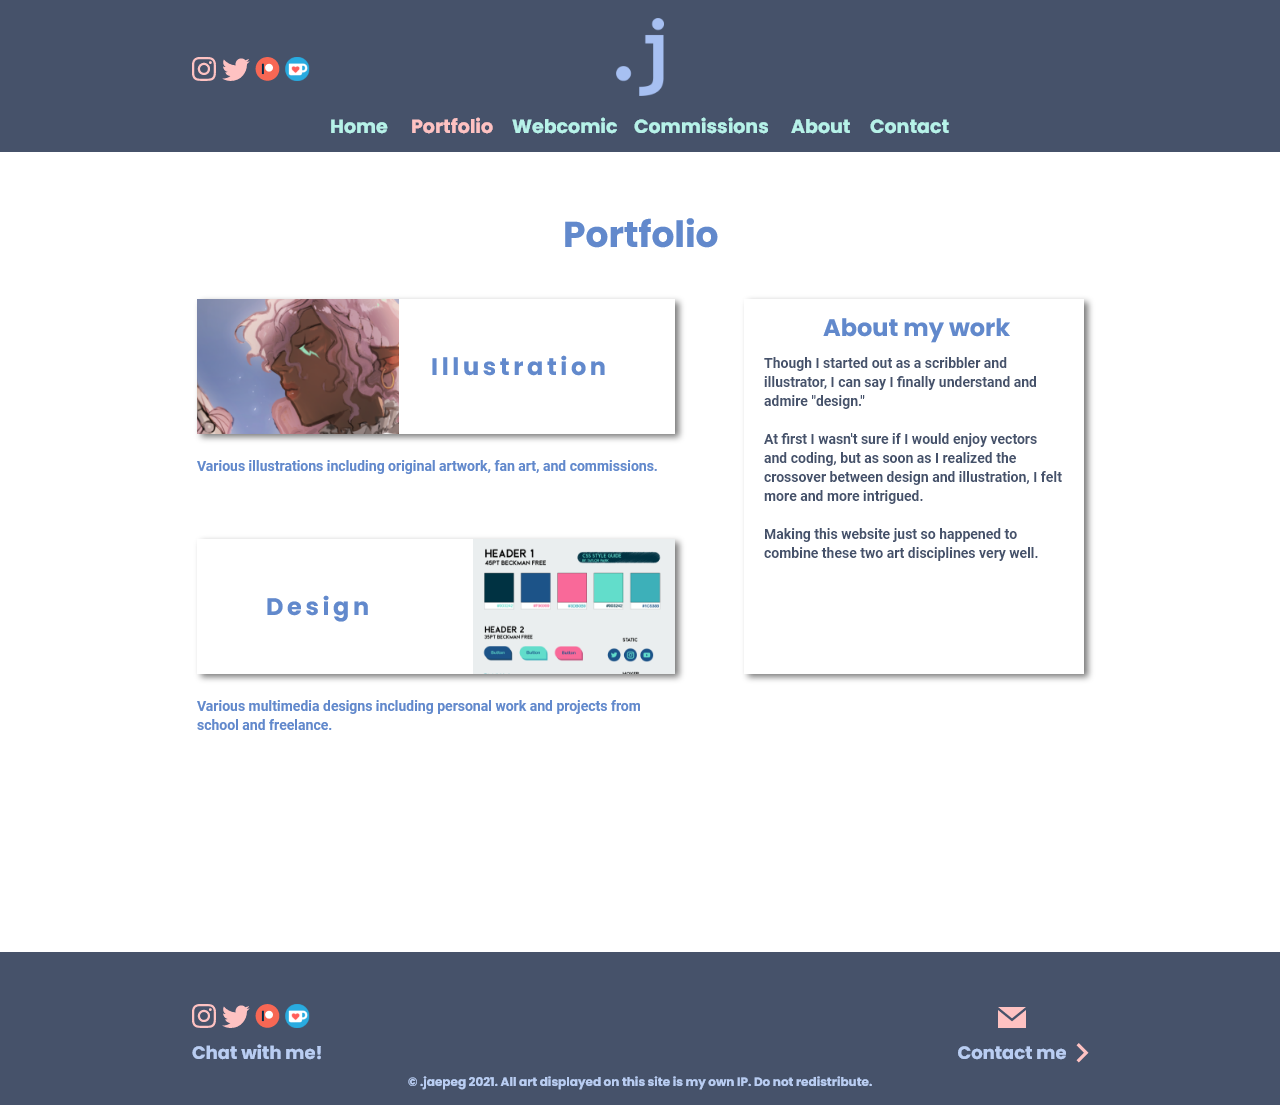 .j
Home Portfolio Webcomic Commissions About Contact
Portfolio
Illustration
Various illustrations including original artwork, fan art, and commissions.
Design
HEADER 1
45PT BECKMAN FREE
CSS STYLE GUIDE
HEADER 2
35PT BECKMAN FREE
STATIC
Button Button Button
Various multimedia designs including personal work and projects from
school and freelance.
About my work
Though I started out as a scribbler and
illustrator, I can say I finally understand and
admire "design."
At first I wasn't sure if I would enjoy vectors
and coding, but as soon as I realized the
crossover between design and illustration, I felt
more and more intrigued.
Making this website just so happened to
combine these two art disciplines very well.
Chat with me!
Contact me
© .jaepeg 2021. All art displayed on this site is my own IP. Do not redistribute.